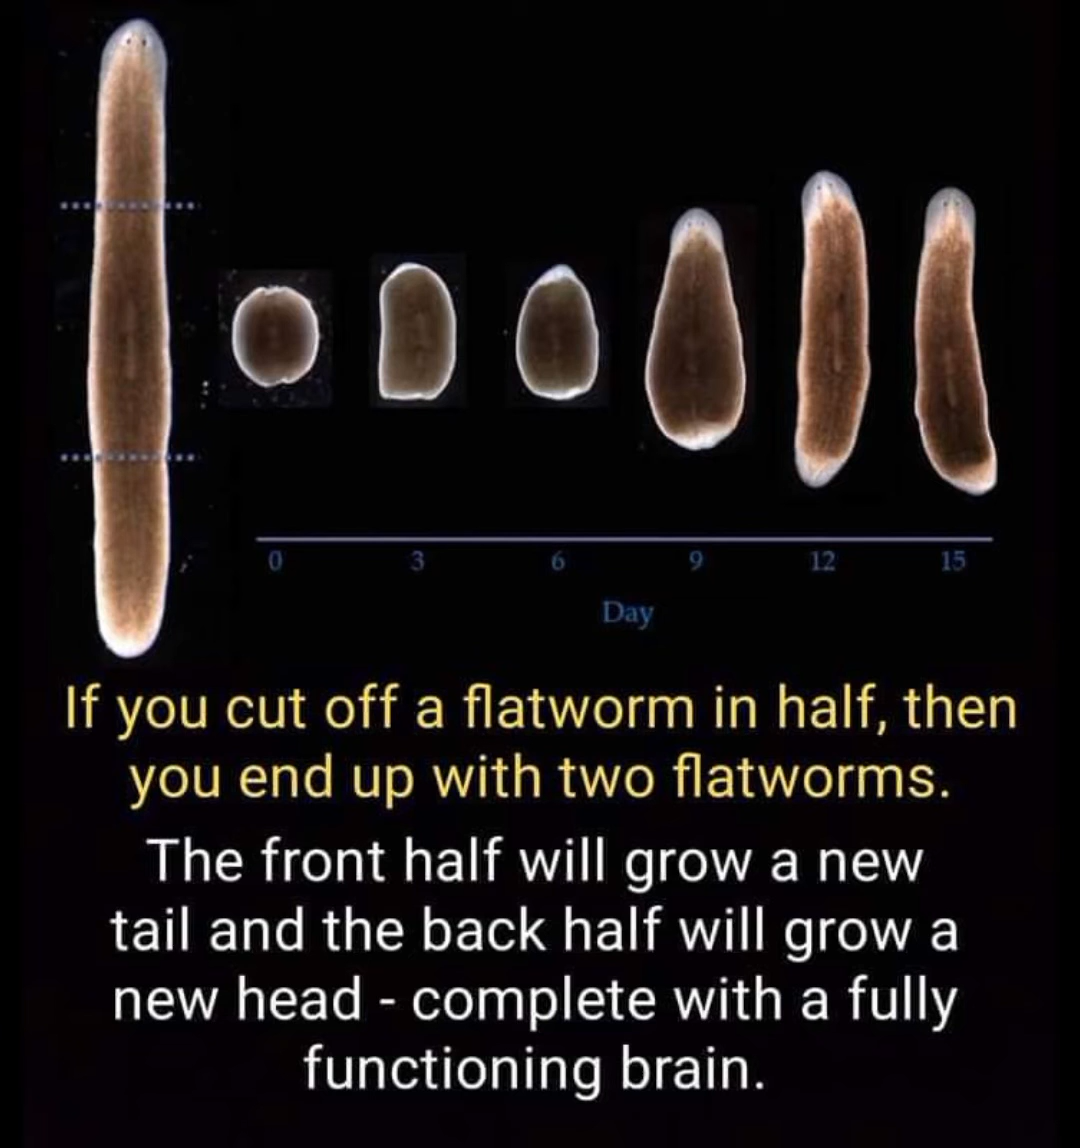 0 3 6 9 12 15
Day
If you cut off a flatworm in half, then
you end up with two flatworms.
The front half will grow a new
tail and the back half will grow a
new head - complete with a fully
functioning brain.